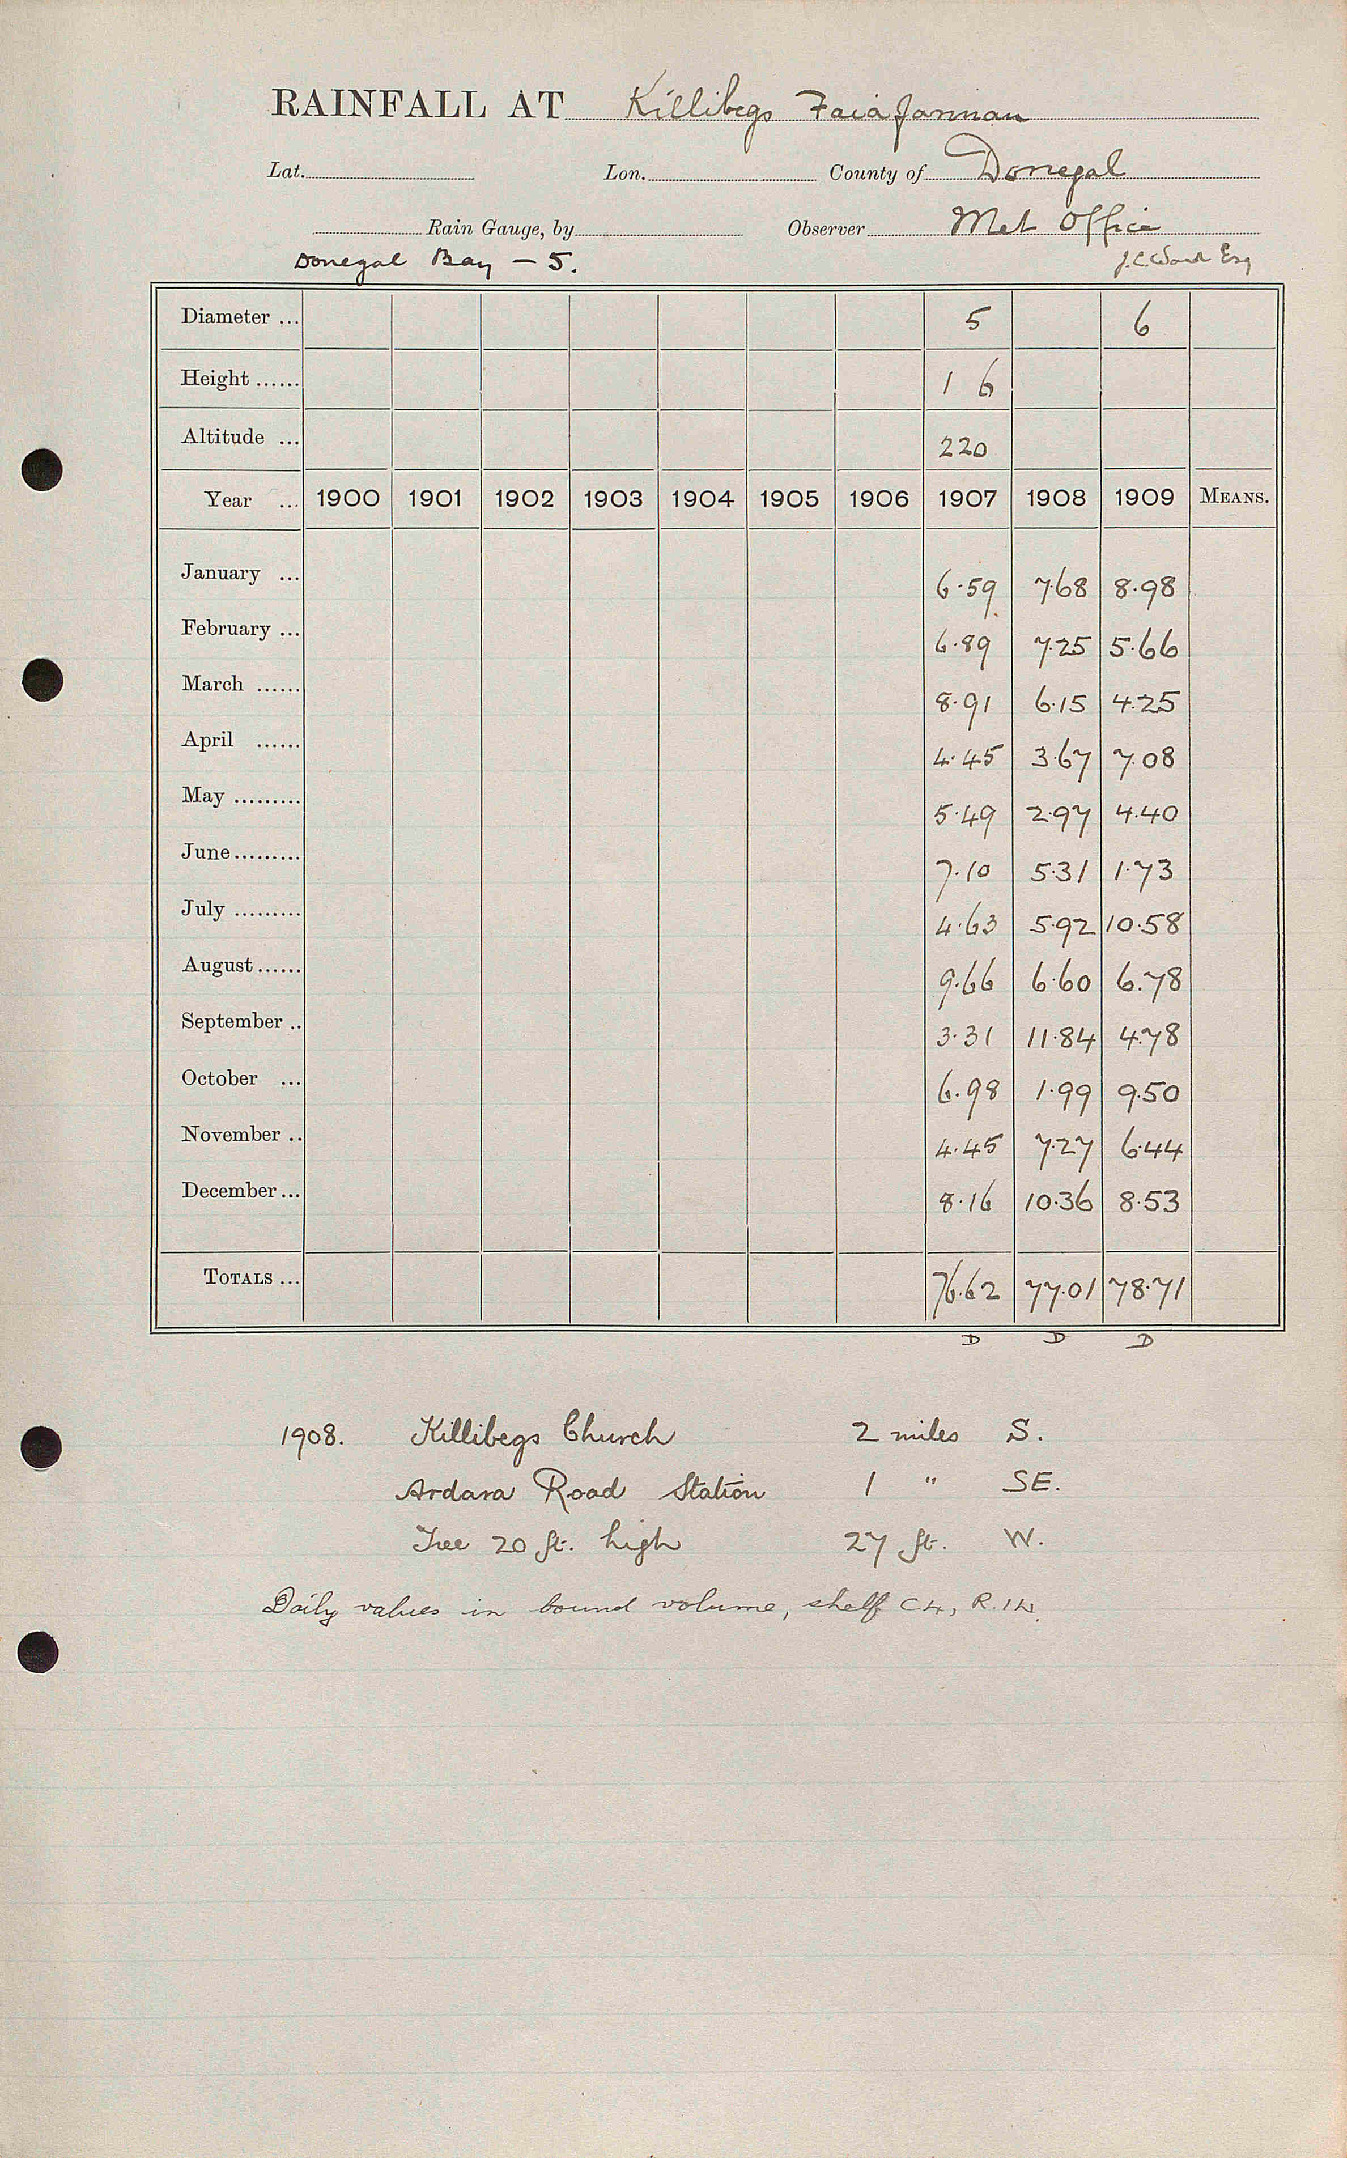 RAINFALL AT Killibegs Faiafannan
Lat. Lon. County of Donegal
Rain Gauge, by Observer Met Office
Donegal Bay - 5. J.C. Ward Esq
Diameter ... 5 6
Height ...... 1 6
Altitude ... 220
Year ... 1900 1901 1902 1903 1904 1905 1906 1907 1908 1909 MEANS.
January ... 6.59 7.68 8.98
February ... 6.89 7.25 5.66
March ...... 8.91 6.15 4.25
April ...... 4.45 3.67 7.08
May ......... 5.49 2.97 4.40
June ......... 7.10 5.31 1.73
July ......... 4.63 5.92 10.58
August ...... 9.66 6.60 6.78
September .. 3.31 11.84 4.78
October ... 6.98 1.99 9.50
November .. 4.45 7.27 6.44
December ... 8.16 10.36 8.53
TOTALS ... 76.62 77.01 78.71
D D D
1908. Killibegs Church 2 miles S.
Ardara Road Station 1 " SE.
Tree 20 ft. high 27 ft. W.
Daily values in bound volume, shelf C4, R.14.